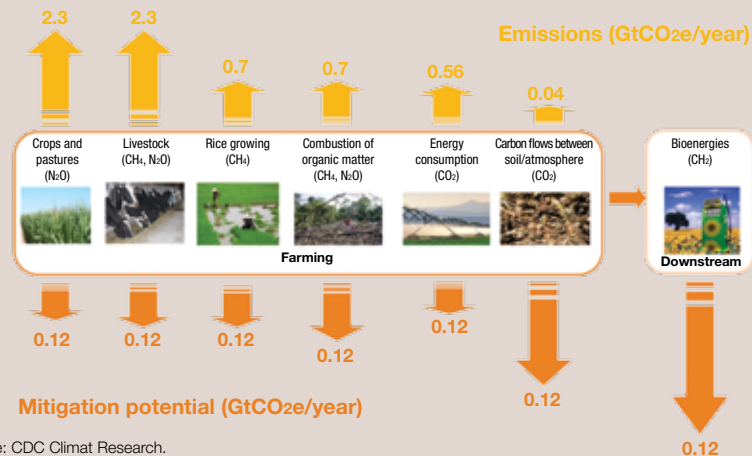 2.3
2.3
Emissions (GtCO2e/year)
0.7
0.7
0.56
0.04
Crops and
pastures
(N2O)
Livestock
(CH4, N2O)
Rice growing
(CH4)
Combustion of
organic matter
(CH4, N2O)
Energy
consumption
(CO2)
Carbon flows between
soil/atmosphere
(CO2)
Bioenergies
(CH2)
Farming
Downstream
0.12
0.12
0.12
0.12
0.12
0.12
0.12
Mitigation potential (GtCO2e/year)
e: CDC Climat Research.